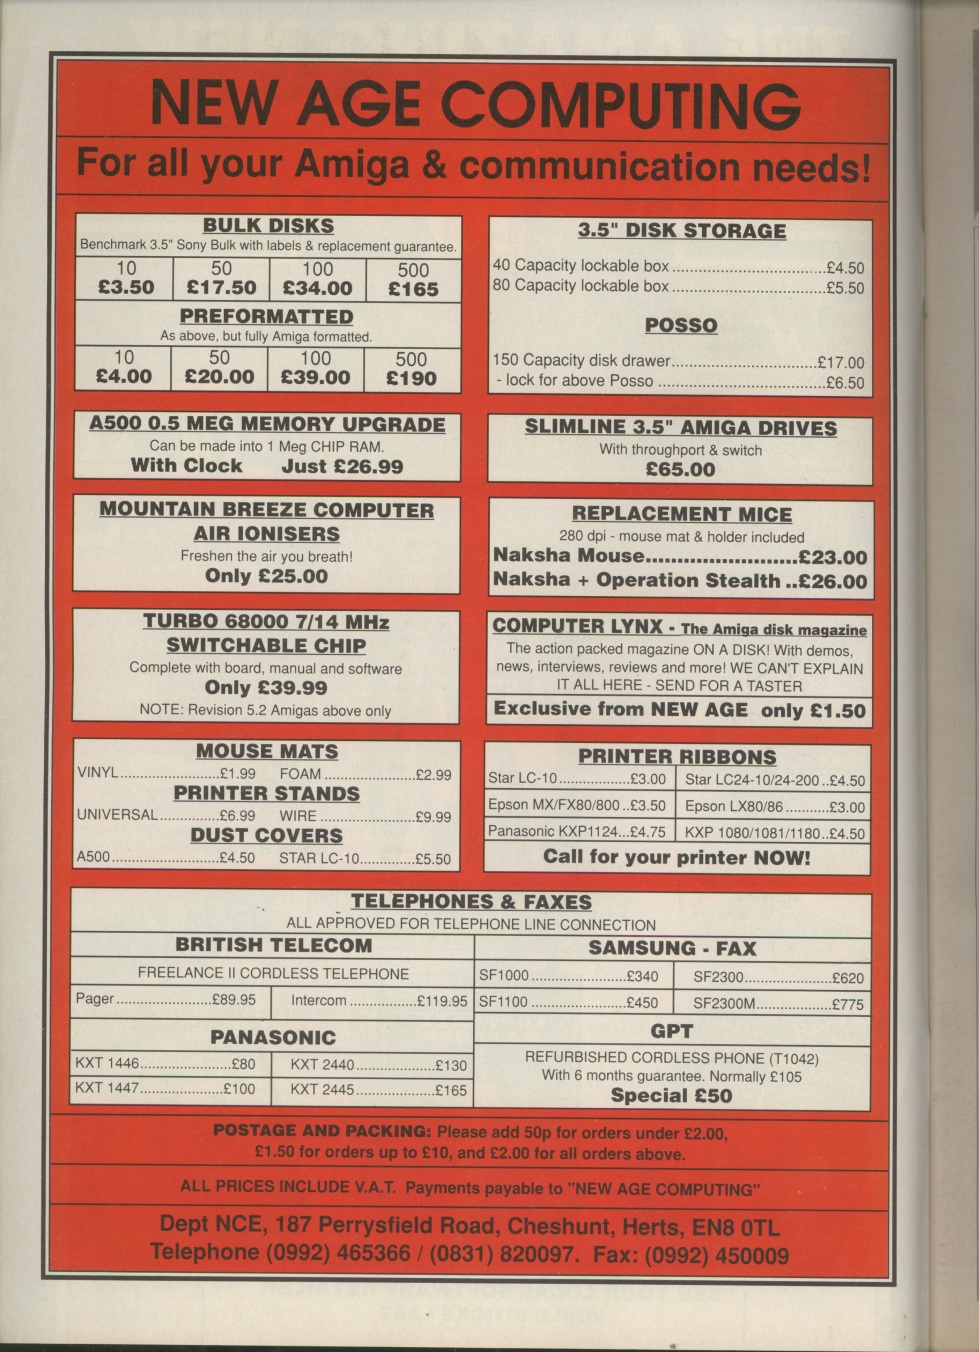 NEW AGE COMPUTING
For all your Amiga & communication needs!
BULK DISKS
Benchmark 3.5" Sony Bulk with labels & replacement guarantee.
10 50 100 500
£3.50 £17.50 £34.00 £165
PREFORMATTED
As above, but fully Amiga formatted.
10 50 100 500
£4.00 £20.00 £39.00 £190
3.5" DISK STORAGE
40 Capacity lockable box ....................................£4.50
80 Capacity lockable box ....................................£5.50
POSSO
150 Capacity disk drawer..................................£17.00
- lock for above Posso .......................................£6.50
A500 0.5 MEG MEMORY UPGRADE
Can be made into 1 Meg CHIP RAM.
With Clock Just £26.99
SLIMLINE 3.5" AMIGA DRIVES
With throughport & switch
£65.00
MOUNTAIN BREEZE COMPUTER
AIR IONISERS
Freshen the air you breath!
Only £25.00
REPLACEMENT MICE
280 dpi - mouse mat & holder included
Naksha Mouse.......................£23.00
Naksha + Operation Stealth ..£26.00
TURBO 68000 7/14 MHz
SWITCHABLE CHIP
Complete with board, manual and software
Only £39.99
NOTE: Revision 5.2 Amigas above only
COMPUTER LYNX - The Amiga disk magazine
The action packed magazine ON A DISK! With demos,
news, interviews, reviews and more! WE CAN'T EXPLAIN
IT ALL HERE - SEND FOR A TASTER
Exclusive from NEW AGE only £1.50
MOUSE MATS
VINYL.......................£1.99 FOAM .....................£2.99
PRINTER STANDS
UNIVERSAL..............£6.99 WIRE ......................£9.99
DUST COVERS
A500.........................£4.50 STAR LC-10.............£5.50
PRINTER RIBBONS
Star LC-10.................£3.00 Star LC24-10/24-200 ..£4.50
Epson MX/FX80/800 ..£3.50 Epson LX80/86 ..........£3.00
Panasonic KXP1124...£4.75 KXP 1080/1081/1180..£4.50
Call for your printer NOW!
TELEPHONES & FAXES
ALL APPROVED FOR TELEPHONE LINE CONNECTION
BRITISH TELECOM
FREELANCE II CORDLESS TELEPHONE
Pager ......................£89.95 Intercom ...............£119.95
PANASONIC
KXT 1446.....................£80 KXT 2440..................£130
KXT 1447....................£100 KXT 2445..................£165
SAMSUNG - FAX
SF1000 ......................£340 SF2300....................£620
SF1100 ......................£450 SF2300M.................£775
GPT
REFURBISHED CORDLESS PHONE (T1042)
With 6 months guarantee. Normally £105
Special £50
POSTAGE AND PACKING: Please add 50p for orders under £2.00,
£1.50 for orders up to £10, and £2.00 for all orders above.
ALL PRICES INCLUDE V.A.T. Payments payable to "NEW AGE COMPUTING"
Dept NCE, 187 Perrysfield Road, Cheshunt, Herts, EN8 0TL
Telephone (0992) 465366 / (0831) 820097. Fax: (0992) 450009